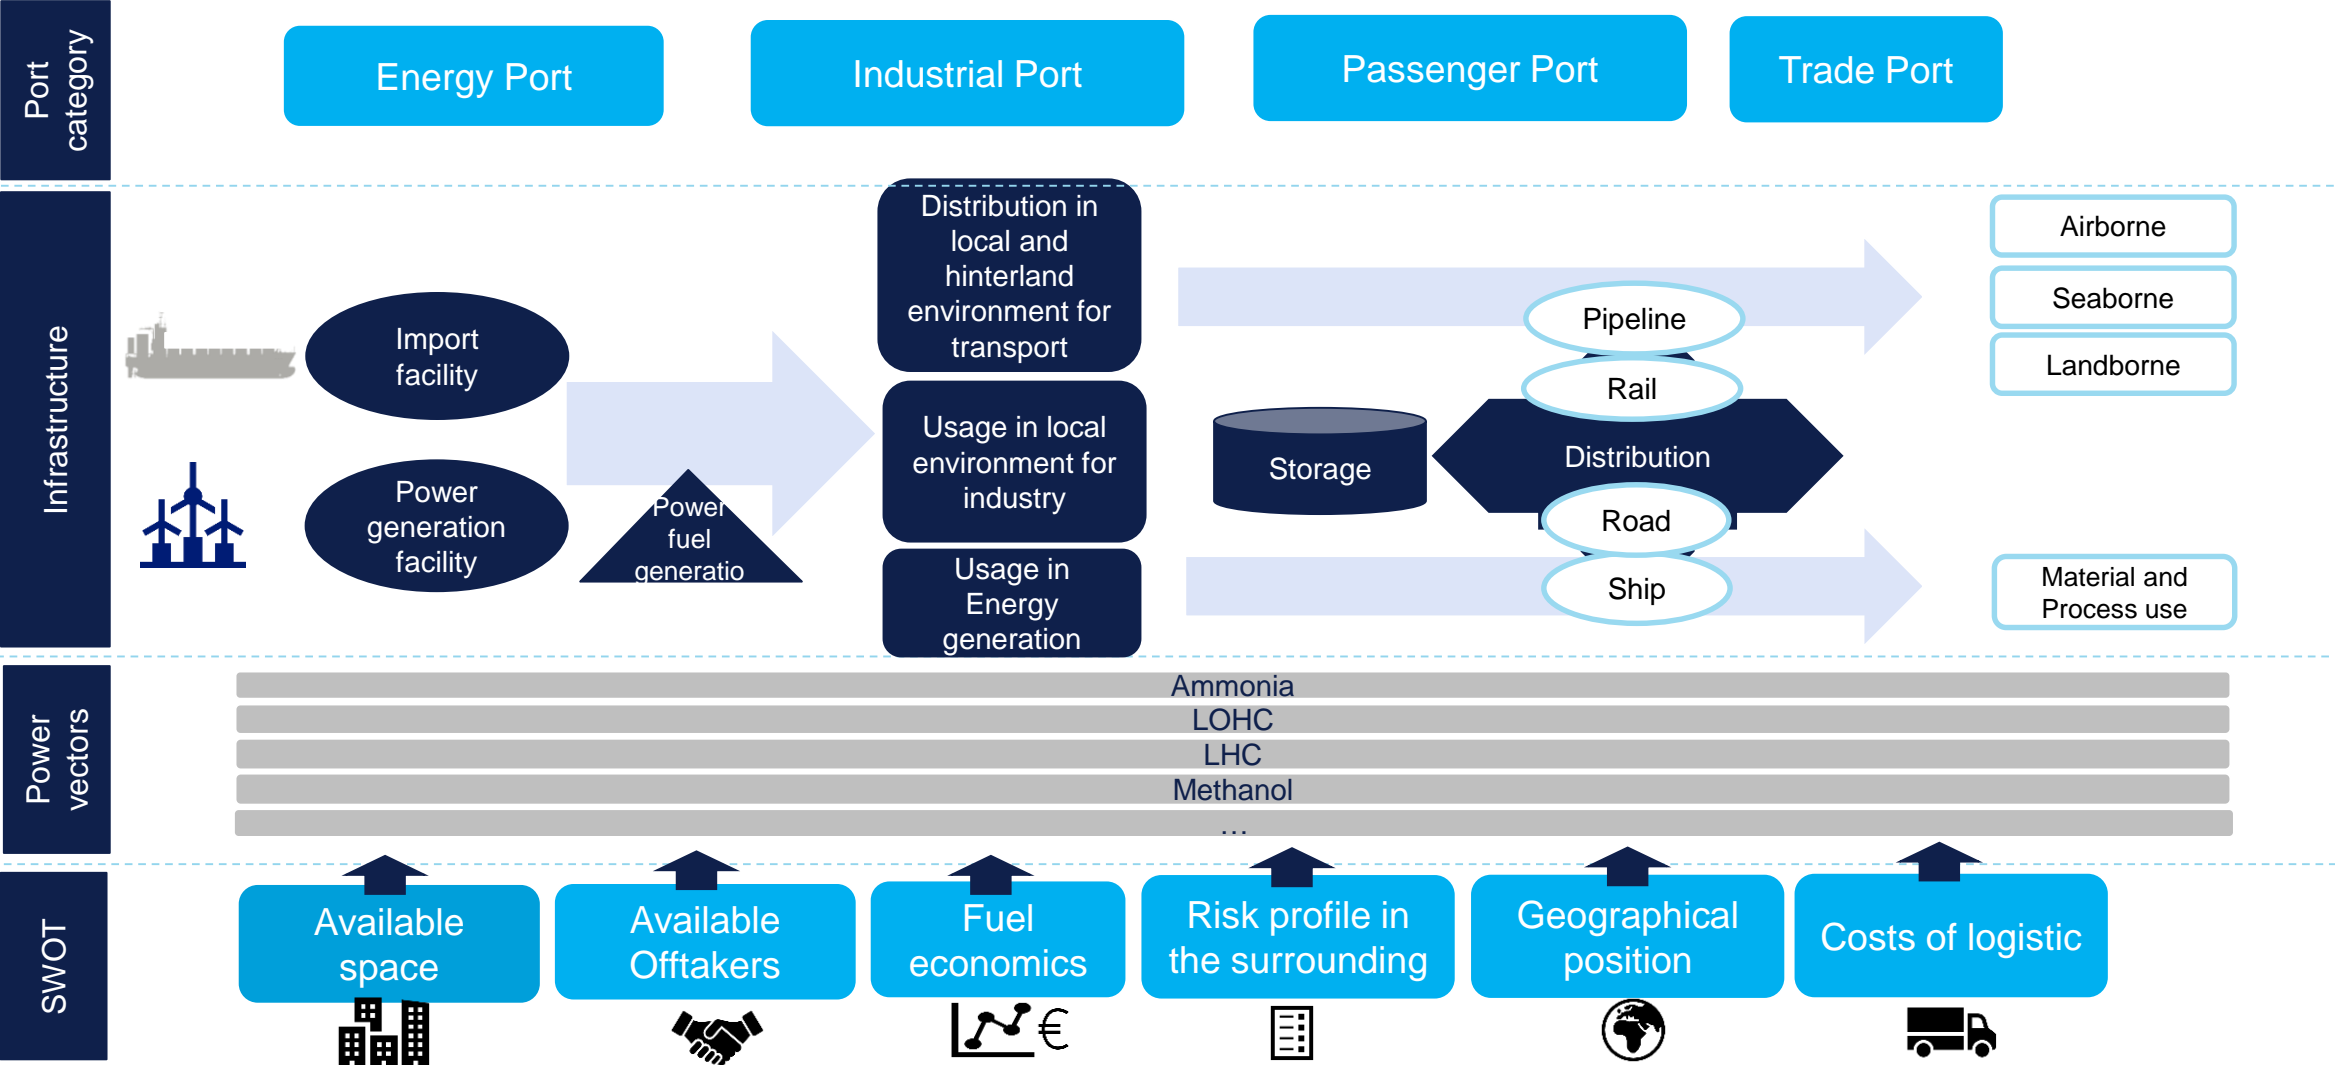 Port
category
Energy Port
Industrial Port
Passenger Port
Trade Port
Infrastructure
Import
facility
Power
generation
facility
Power
fuel
generatio
Distribution in
local and
hinterland
environment for
transport
Usage in local
environment for
industry
Usage in
Energy
generation
Storage
Pipeline
Rail
Distribution
Road
Ship
Airborne
Seaborne
Landborne
Material and
Process use
Power
vectors
Ammonia
LOHC
LHC
Methanol
...
SWOT
Available
space
Available
Offtakers
Fuel
economics
Risk profile in
the surrounding
Geographical
position
Costs of logistic
€